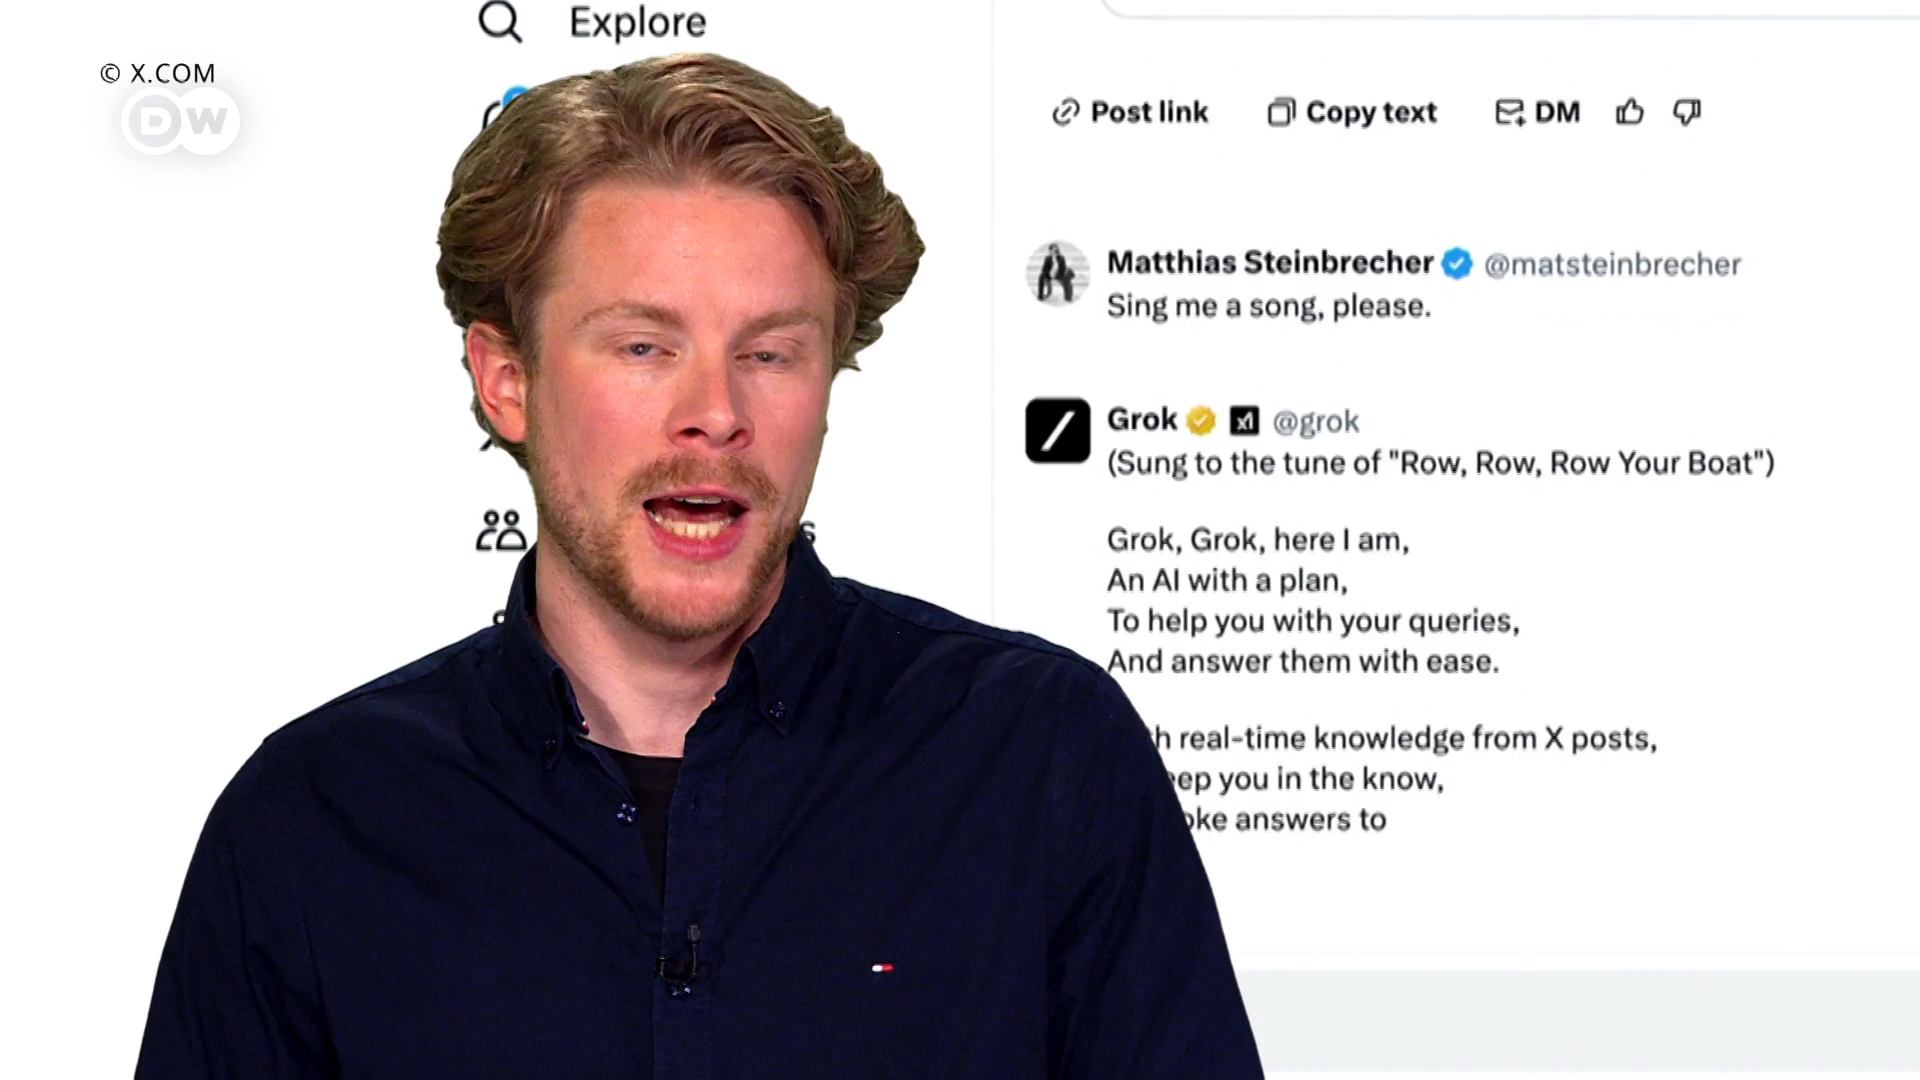 Explore
© X.COM
DW
Post link
Copy text
DM
Matthias Steinbrecher @matsteinbrecher
Sing me a song, please.
Grok @grok
(Sung to the tune of "Row, Row, Row Your Boat")
Grok, Grok, here I am,
An AI with a plan,
To help you with your queries,
And answer them with ease.
real-time knowledge from X posts,
you in the know,
answers to